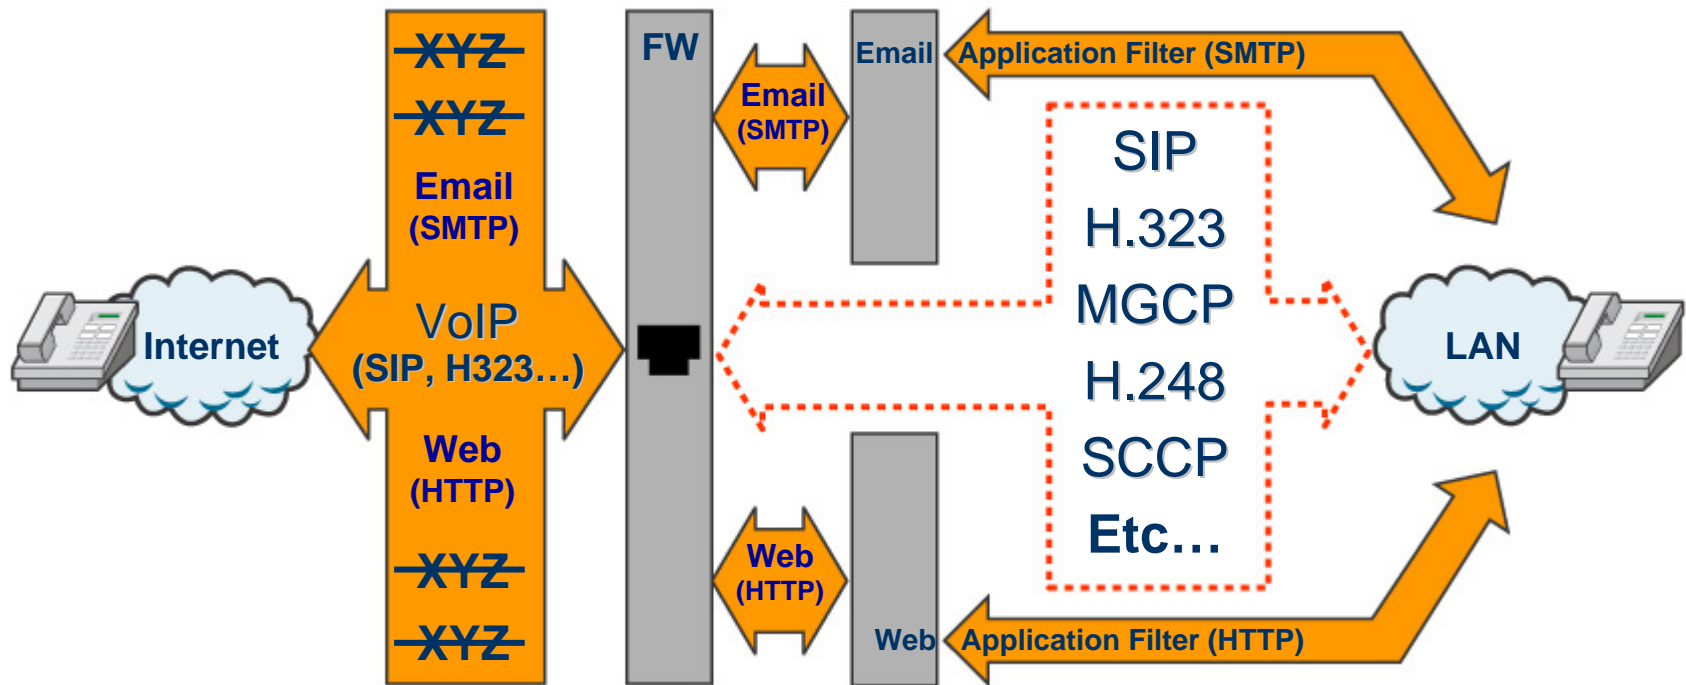 XYZ
XYZ
Email
(SMTP)
VoIP
(SIP, H323…)
Web
(HTTP)
XYZ
XYZ
Internet
FW
Email
(SMTP)
Web
(HTTP)
Email
Web
Application Filter (SMTP)
SIP
H.323
MGCP
H.248
SCCP
Etc…
Application Filter (HTTP)
LAN